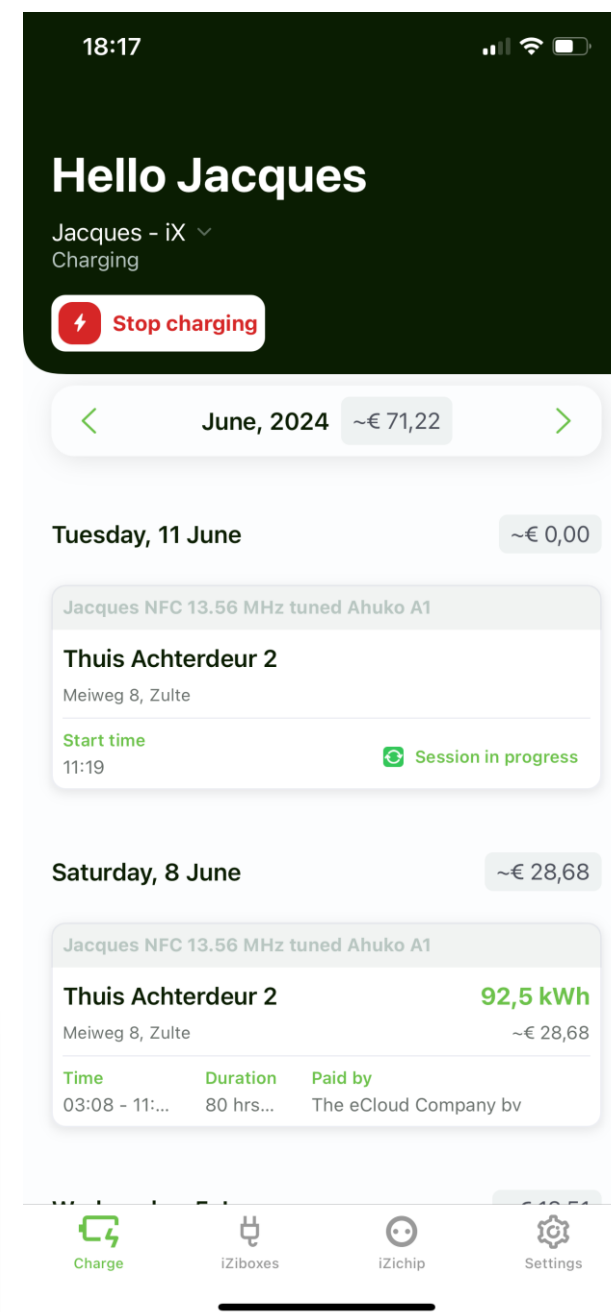 18:17
Hello Jacques
Jacques - iX
Charging
Stop charging
June, 2024 ~€ 71,22
Tuesday, 11 June ~€ 0,00
Jacques NFC 13.56 MHz tuned Ahuko A1
Thuis Achterdeur 2
Meiweg 8, Zulte
Start time
11:19 Session in progress
Saturday, 8 June ~€ 28,68
Jacques NFC 13.56 MHz tuned Ahuko A1
Thuis Achterdeur 2 92,5 kWh
Meiweg 8, Zulte ~€ 28,68
Time Duration Paid by
03:08 - 11:... 80 hrs... The eCloud Company bv
Charge iZiboxes iZichip Settings